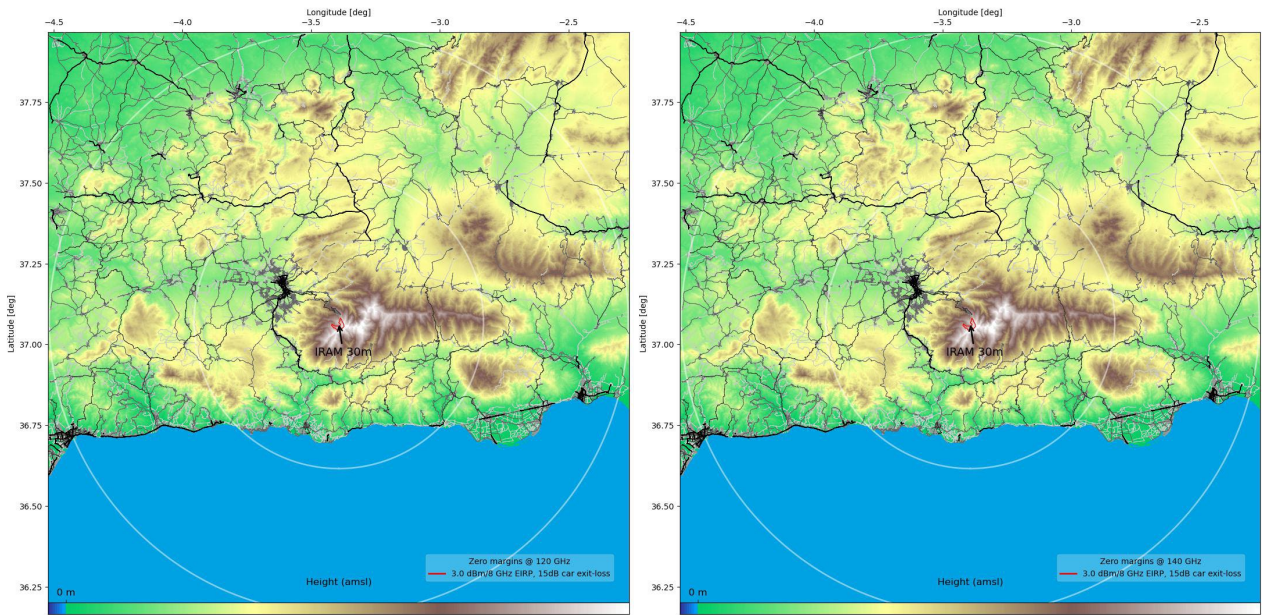 Longitude [deg]
−4.5 −4.0 −3.5 −3.0 −2.5
Latitude [deg]
37.75
37.50
37.25
37.00
36.75
36.50
36.25
IRAM 30m
Zero margins @ 120 GHz
3.0 dBm/8 GHz EIRP, 15dB car exit-loss
Height (amsl)
0 m
Longitude [deg]
−4.5 −4.0 −3.5 −3.0 −2.5
Latitude [deg]
37.75
37.50
37.25
37.00
36.75
36.50
36.25
IRAM 30m
Zero margins @ 140 GHz
3.0 dBm/8 GHz EIRP, 15dB car exit-loss
Height (amsl)
0 m